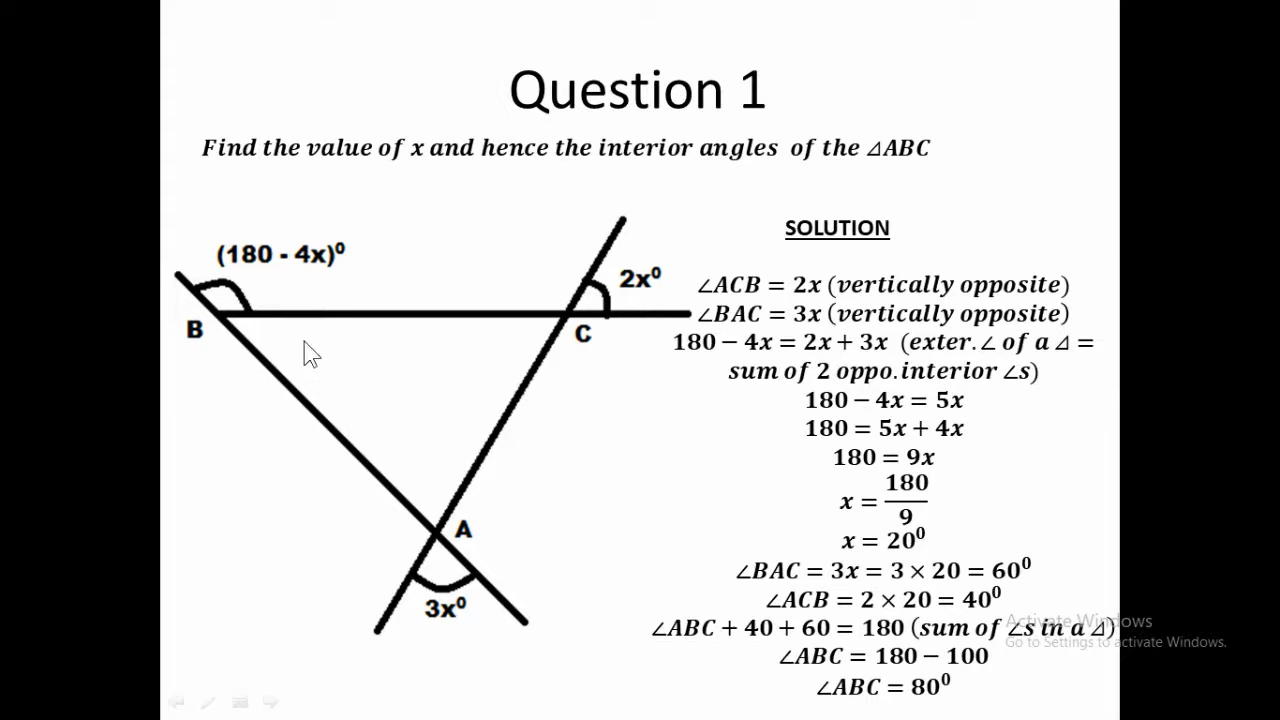 Question 1
Find the value of x and hence the interior angles of the ⊿ABC
SOLUTION
(180 - 4x)⁰
2x⁰
B
C
A
3x⁰
∠ACB = 2x (vertically opposite)
∠BAC = 3x (vertically opposite)
180 − 4x = 2x + 3x (exter.∠ of a ⊿ =
sum of 2 oppo.interior ∠s)
180 − 4x = 5x
180 = 5x + 4x
180 = 9x
x = 180/9
x = 20⁰
∠BAC = 3x = 3 × 20 = 60⁰
∠ACB = 2 × 20 = 40⁰
∠ABC + 40 + 60 = 180 (sum of ∠s in a ⊿)
∠ABC = 180 − 100
∠ABC = 80⁰
Activate Windows
Go to Settings to activate Windows.